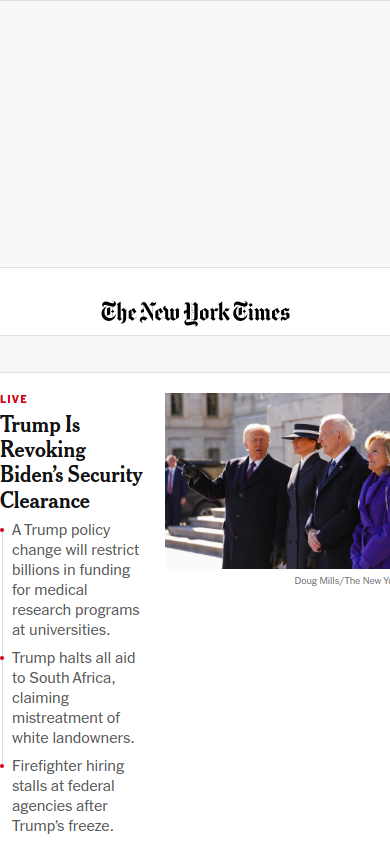 The New York Times
LIVE
Trump Is
Revoking
Biden's Security
Clearance
A Trump policy
change will restrict
billions in funding
for medical
research programs
at universities.
Trump halts all aid
to South Africa,
claiming
mistreatment of
white landowners.
Firefighter hiring
stalls at federal
agencies after
Trump's freeze.
Doug Mills/The New Yo